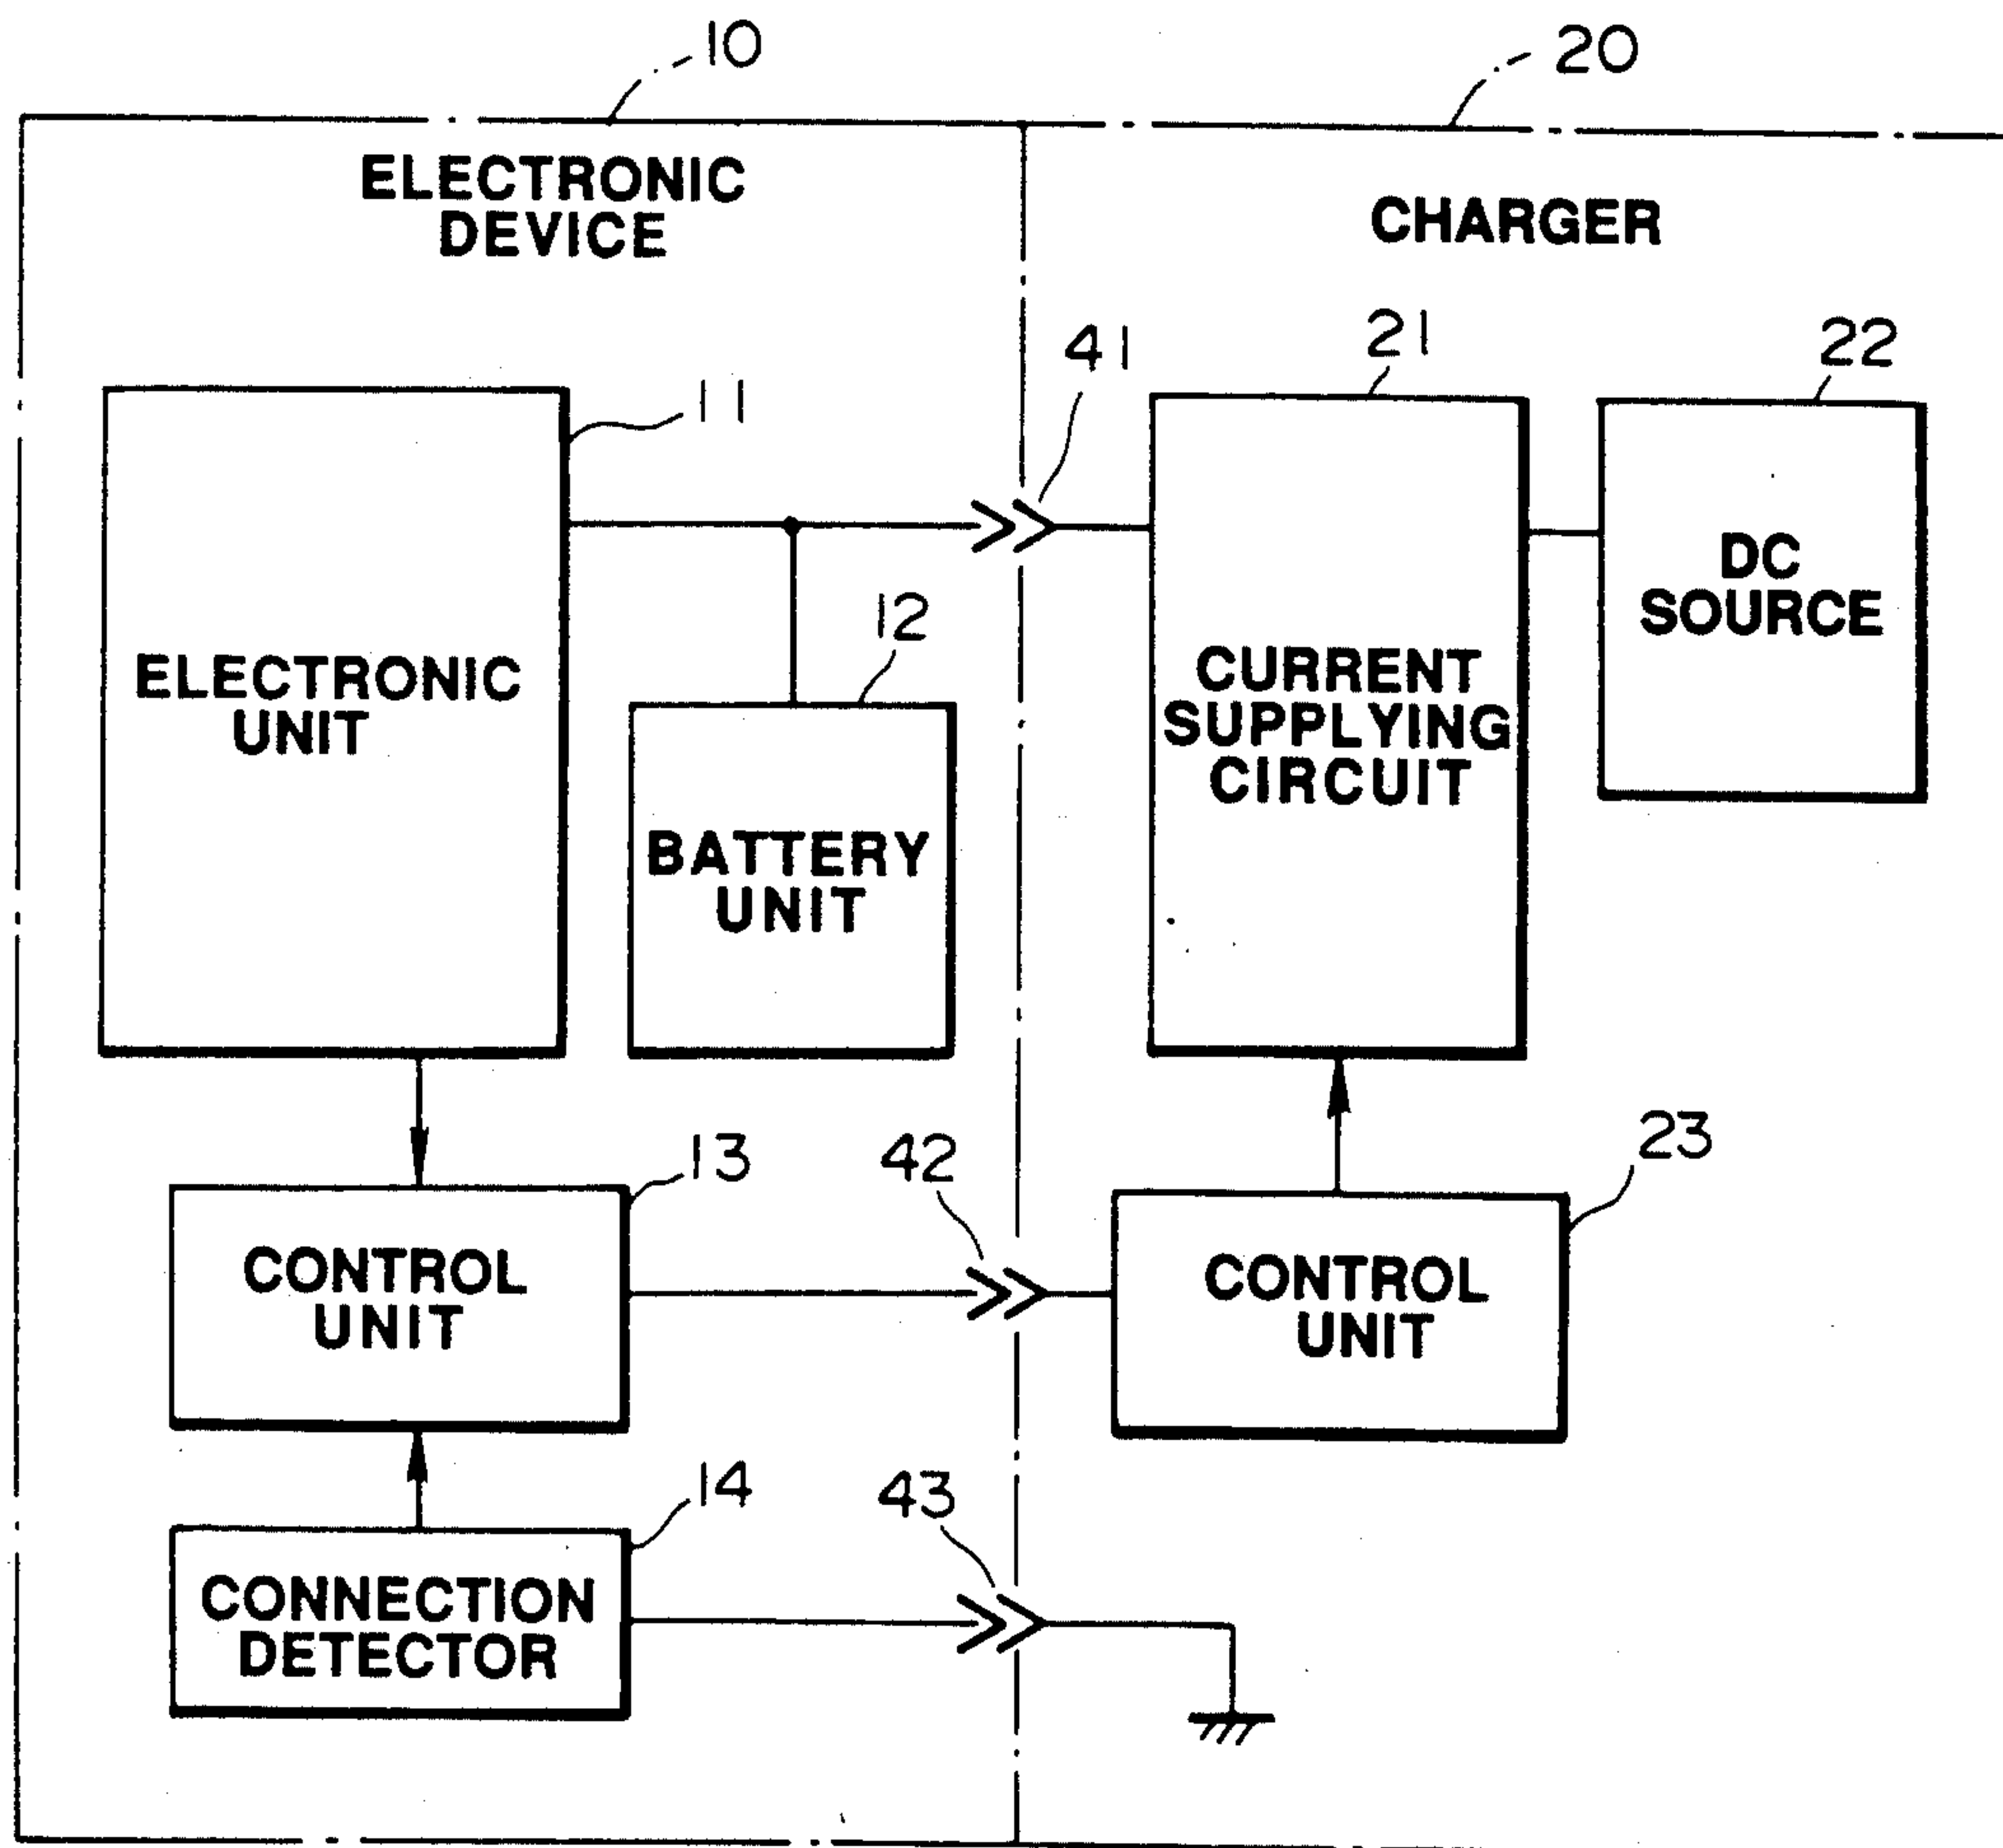 10
20
ELECTRONIC
DEVICE
CHARGER
41
21
22
11
DC
SOURCE
12
ELECTRONIC
UNIT
CURRENT
SUPPLYING
CIRCUIT
BATTERY
UNIT
13
42
23
CONTROL
UNIT
CONTROL
UNIT
14
43
CONNECTION
DETECTOR